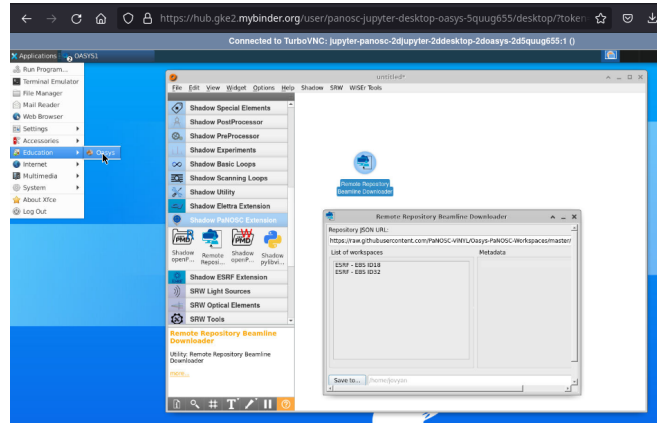 https://hub.gke2.mybinder.org/user/panosc-jupyter-desktop-oasys-5quug655/desktop/?token
Connected to TurboVNC: jupyter-panosc-2djupyter-2ddesktop-2doasys-2d5quug655:1 ()
Applications
OASYS1
Run Program...
Terminal Emulator
File Manager
Mail Reader
Web Browser
Settings
Accessories
Education
Oasys
Internet
Multimedia
System
About Xfce
Log Out
untitled*
File Edit View Widget Options Help Shadow SRW WISEr Tools
Shadow Special Elements
Shadow PostProcessor
Shadow PreProcessor
Shadow Experiments
Shadow Basic Loops
Shadow Scanning Loops
Shadow Utility
Shadow Elettra Extension
Shadow PaNOSC Extension
Shadow openP...
Remote Reposi...
Shadow openP...
Shadow pylibvi...
Shadow ESRF Extension
SRW Light Sources
SRW Optical Elements
SRW Tools
Remote Repository Beamline
Downloader
Utility: Remote Repository Beamline
Downloader
more...
Remote Repository
Beamline Downloader
Remote Repository Beamline Downloader
Repository JSON URL:
https://raw.githubusercontent.com/PaNOSC-ViNYL/Oasys-PaNOSC-Workspaces/master/
List of workspaces
Metadata
ESRF - EBS ID18
ESRF - EBS ID32
Save to...
/home/jovyan